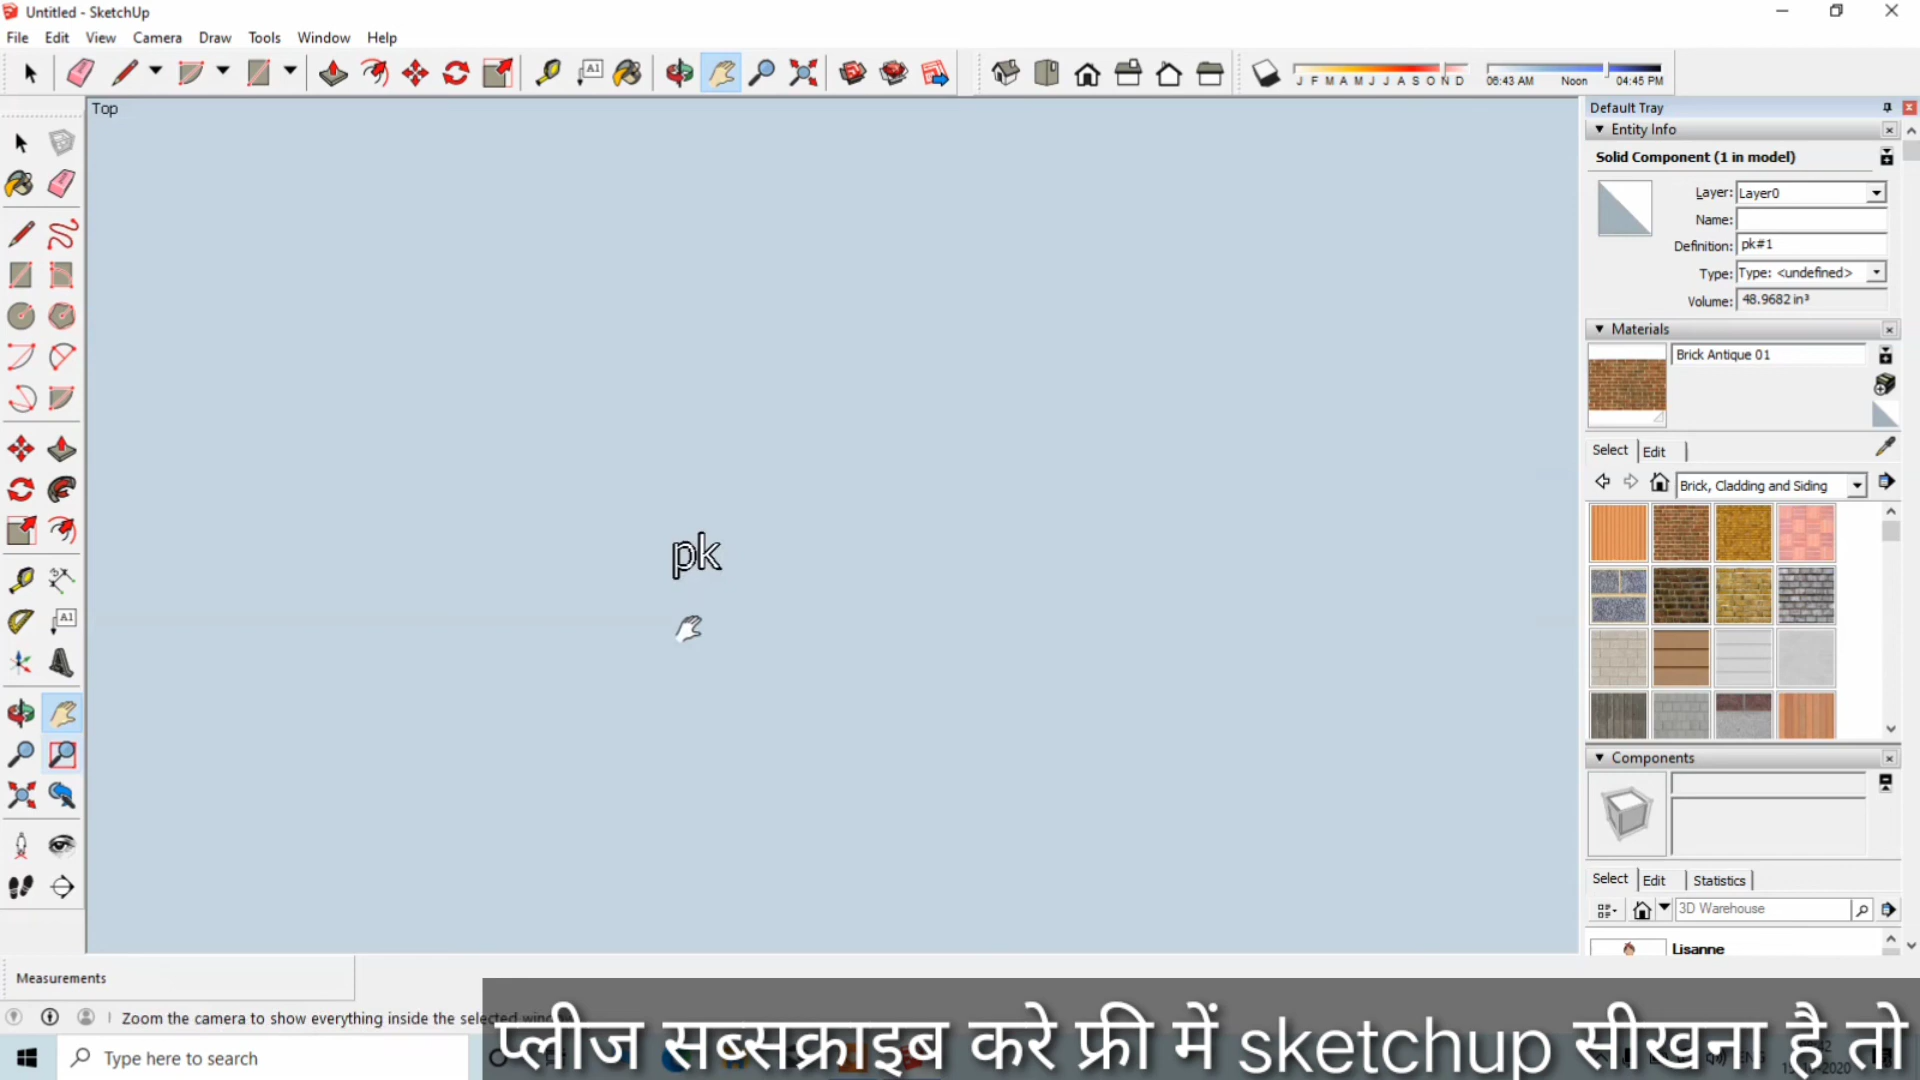 Untitled - SketchUp
File Edit View Camera Draw Tools Window Help
A1
J F M A M J J A S O N D 06:43 AM Noon 04:45 PM
Top
Default Tray
Entity Info
Solid Component (1 in model)
Layer: Layer0
Name:
Definition: pk#1
Type: Type: <undefined>
Volume: 48.9682 in³
Materials
Brick Antique 01
Select Edit
Brick, Cladding and Siding
pk
A1
Components
Select Edit Statistics
3D Warehouse
Lisanne
Measurements
Zoom the camera to show everything inside the selected
Type here to search
प्लीज सब्सक्राइब करे फ्री में sketchup सीखना है तो